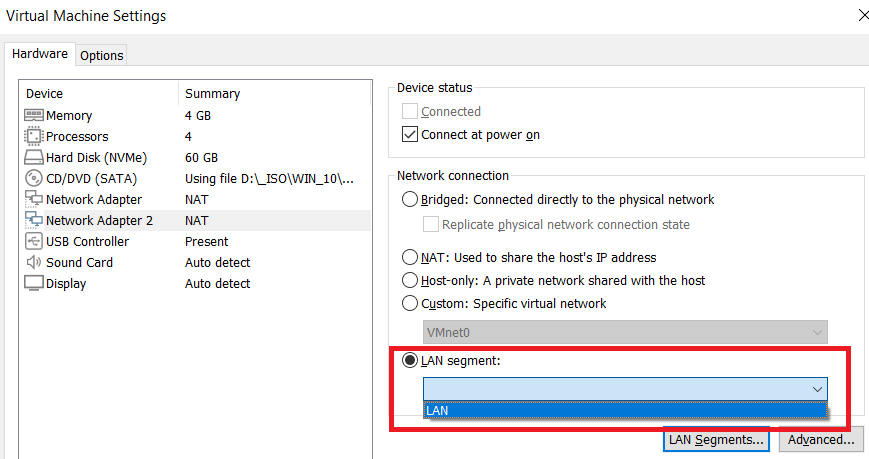 Virtual Machine Settings
Hardware
Options
Device Summary
Memory 4 GB
Processors 4
Hard Disk (NVMe) 60 GB
CD/DVD (SATA) Using file D:\_ISO\WIN_10\...
Network Adapter NAT
Network Adapter 2 NAT
USB Controller Present
Sound Card Auto detect
Display Auto detect
Device status
Connected
Connect at power on
Network connection
Bridged: Connected directly to the physical network
Replicate physical network connection state
NAT: Used to share the host's IP address
Host-only: A private network shared with the host
Custom: Specific virtual network
VMnet0
LAN segment:
LAN
LAN Segments...
Advanced...